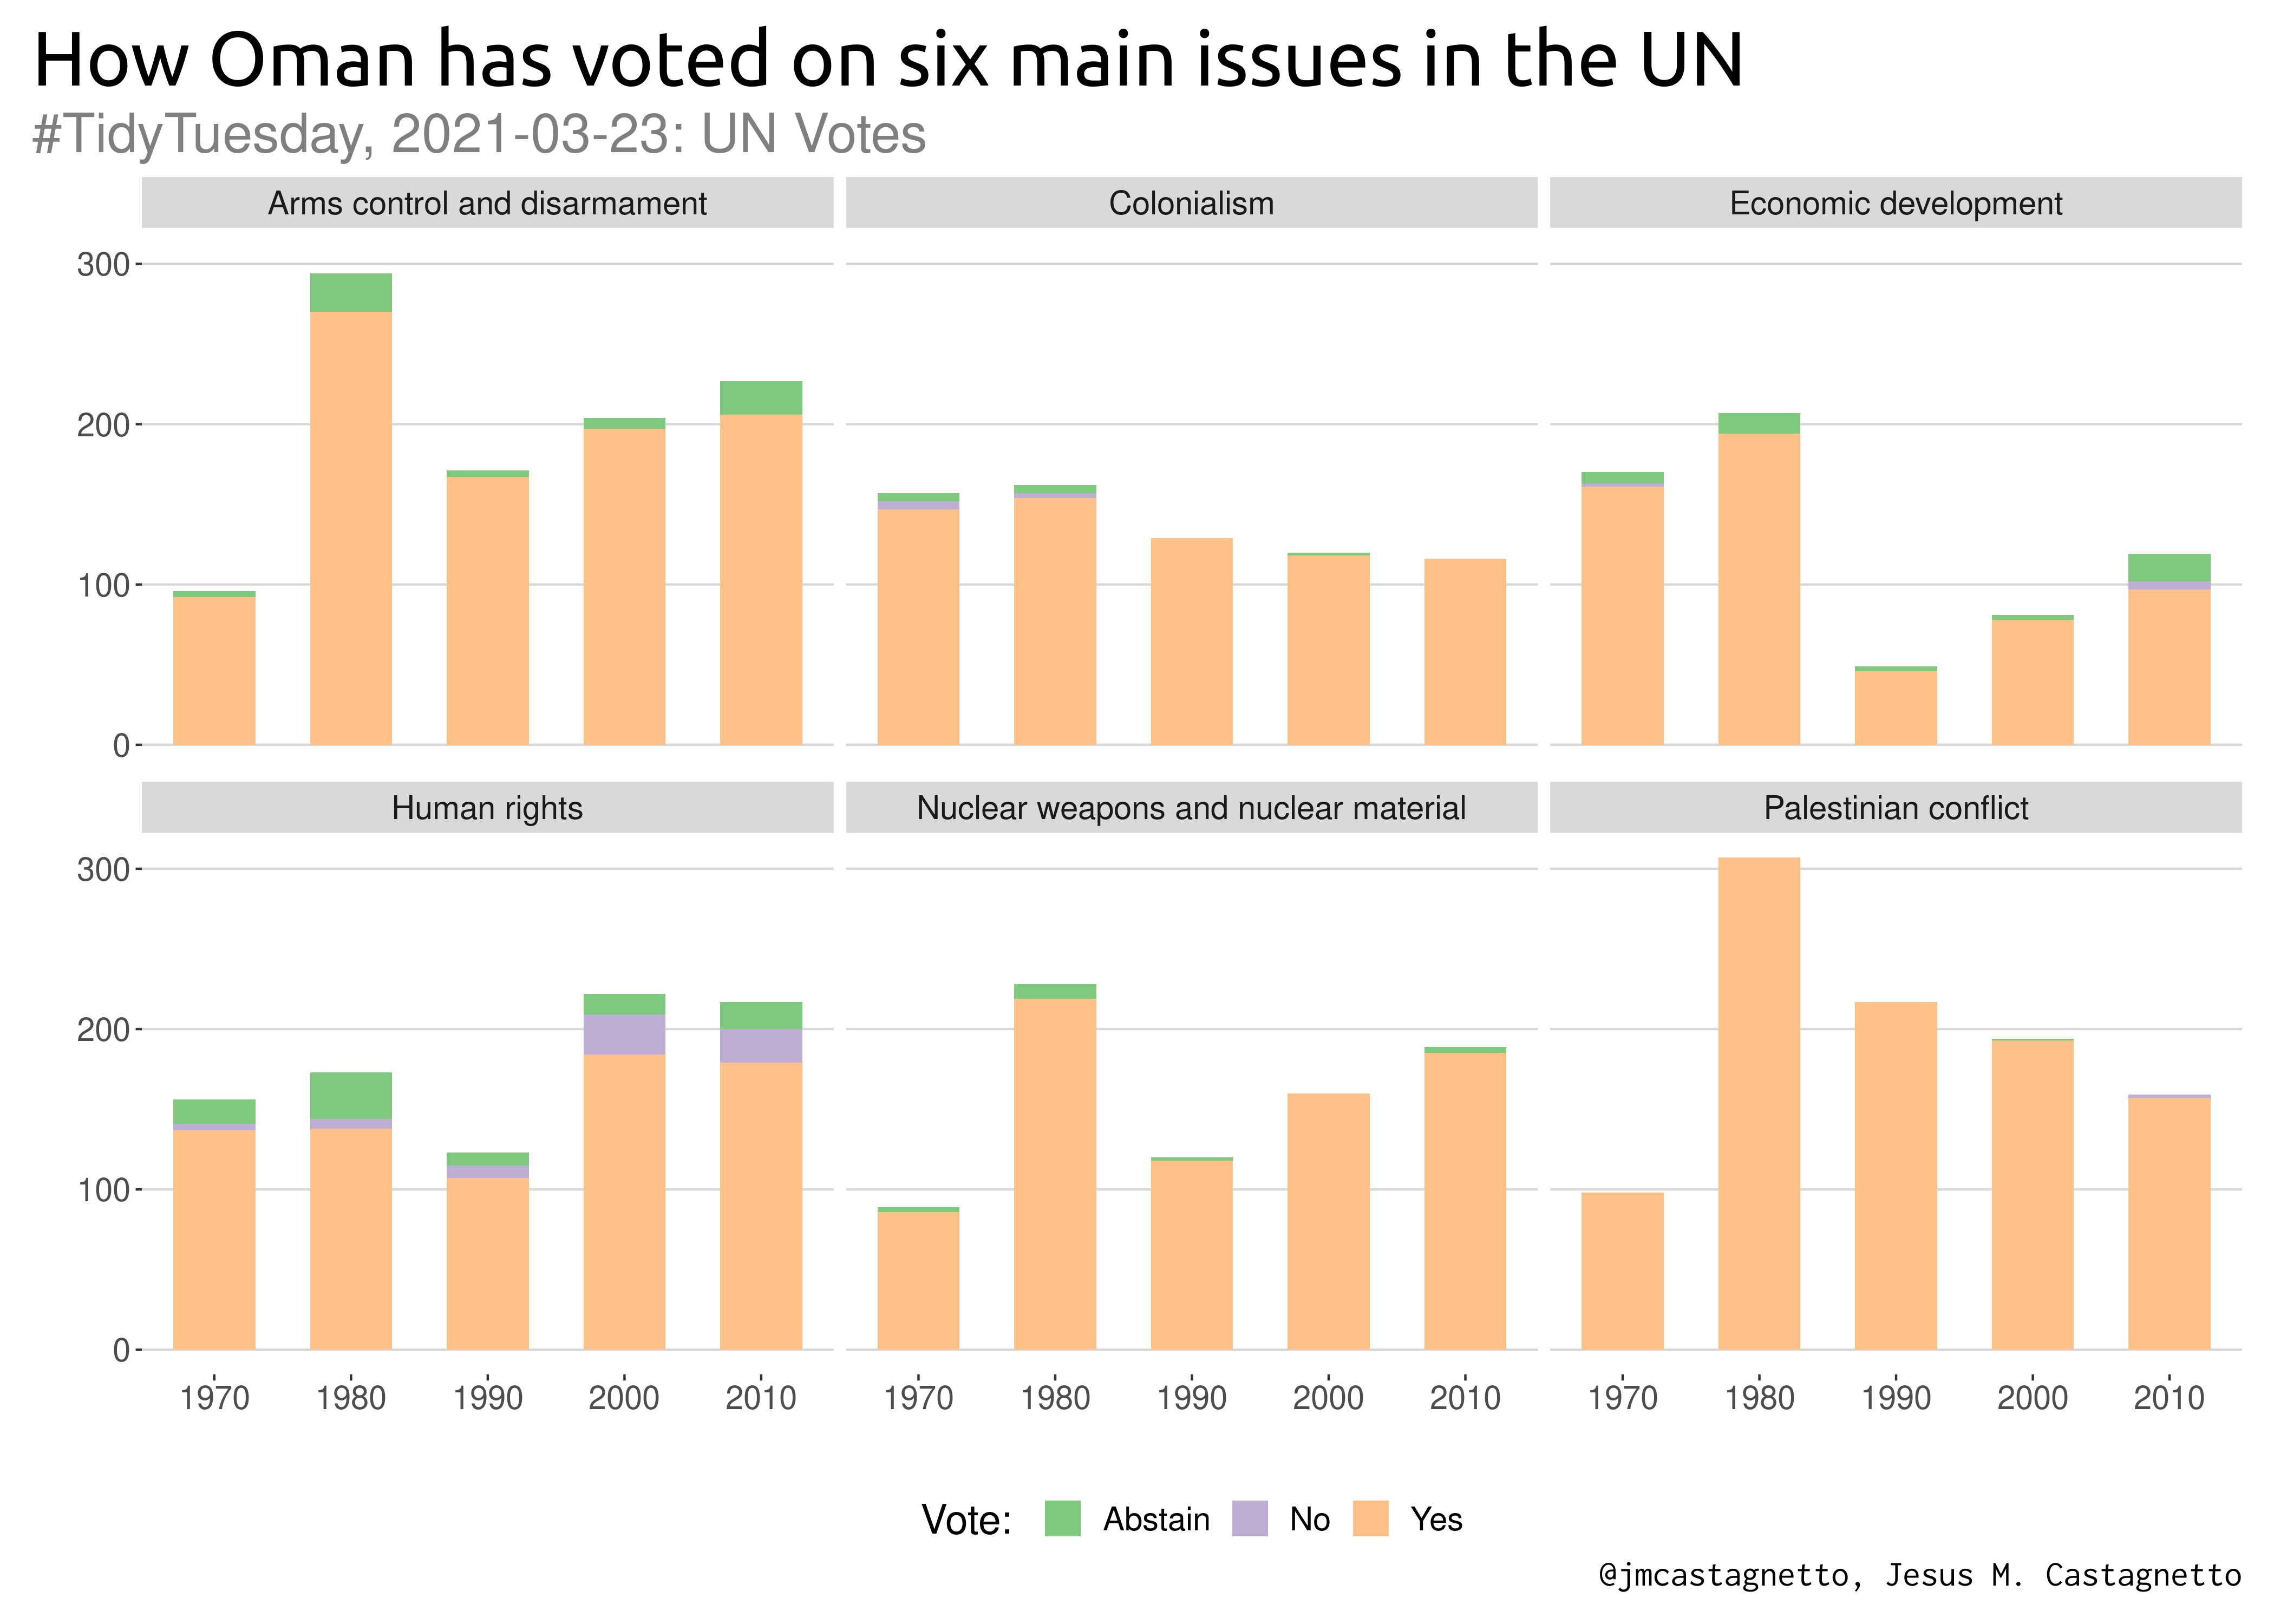 How Oman has voted on six main issues in the UN
#TidyTuesday, 2021-03-23: UN Votes
Arms control and disarmament
Colonialism
Economic development
300
200
100
0
Human rights
Nuclear weapons and nuclear material
Palestinian conflict
300
200
100
0
1970 1980 1990 2000 2010
1970 1980 1990 2000 2010
1970 1980 1990 2000 2010
Vote: Abstain No Yes
@jmcastagnetto, Jesus M. Castagnetto